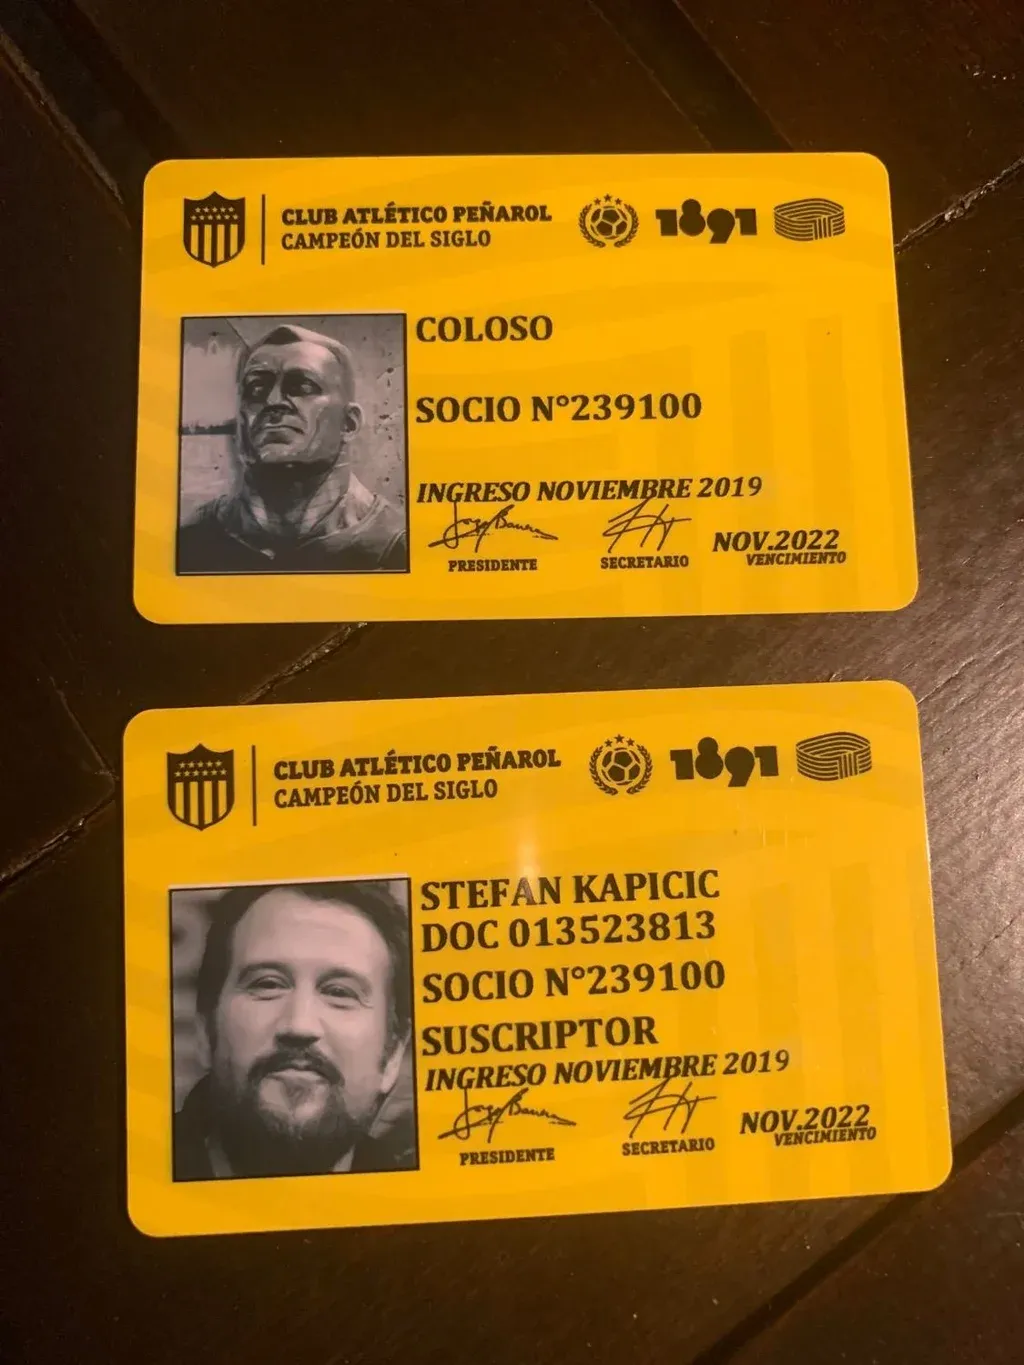 CLUB ATLÉTICO PEÑAROL
CAMPEÓN DEL SIGLO
1891
COLOSO
SOCIO N°239100
INGRESO NOVIEMBRE 2019
PRESIDENTE
SECRETARIO
NOV.2022
VENCIMIENTO
CLUB ATLÉTICO PEÑAROL
CAMPEÓN DEL SIGLO
1891
STEFAN KAPICIC
DOC 013523813
SOCIO N°239100
SUSCRIPTOR
INGRESO NOVIEMBRE 2019
PRESIDENTE
SECRETARIO
NOV.2022
VENCIMIENTO